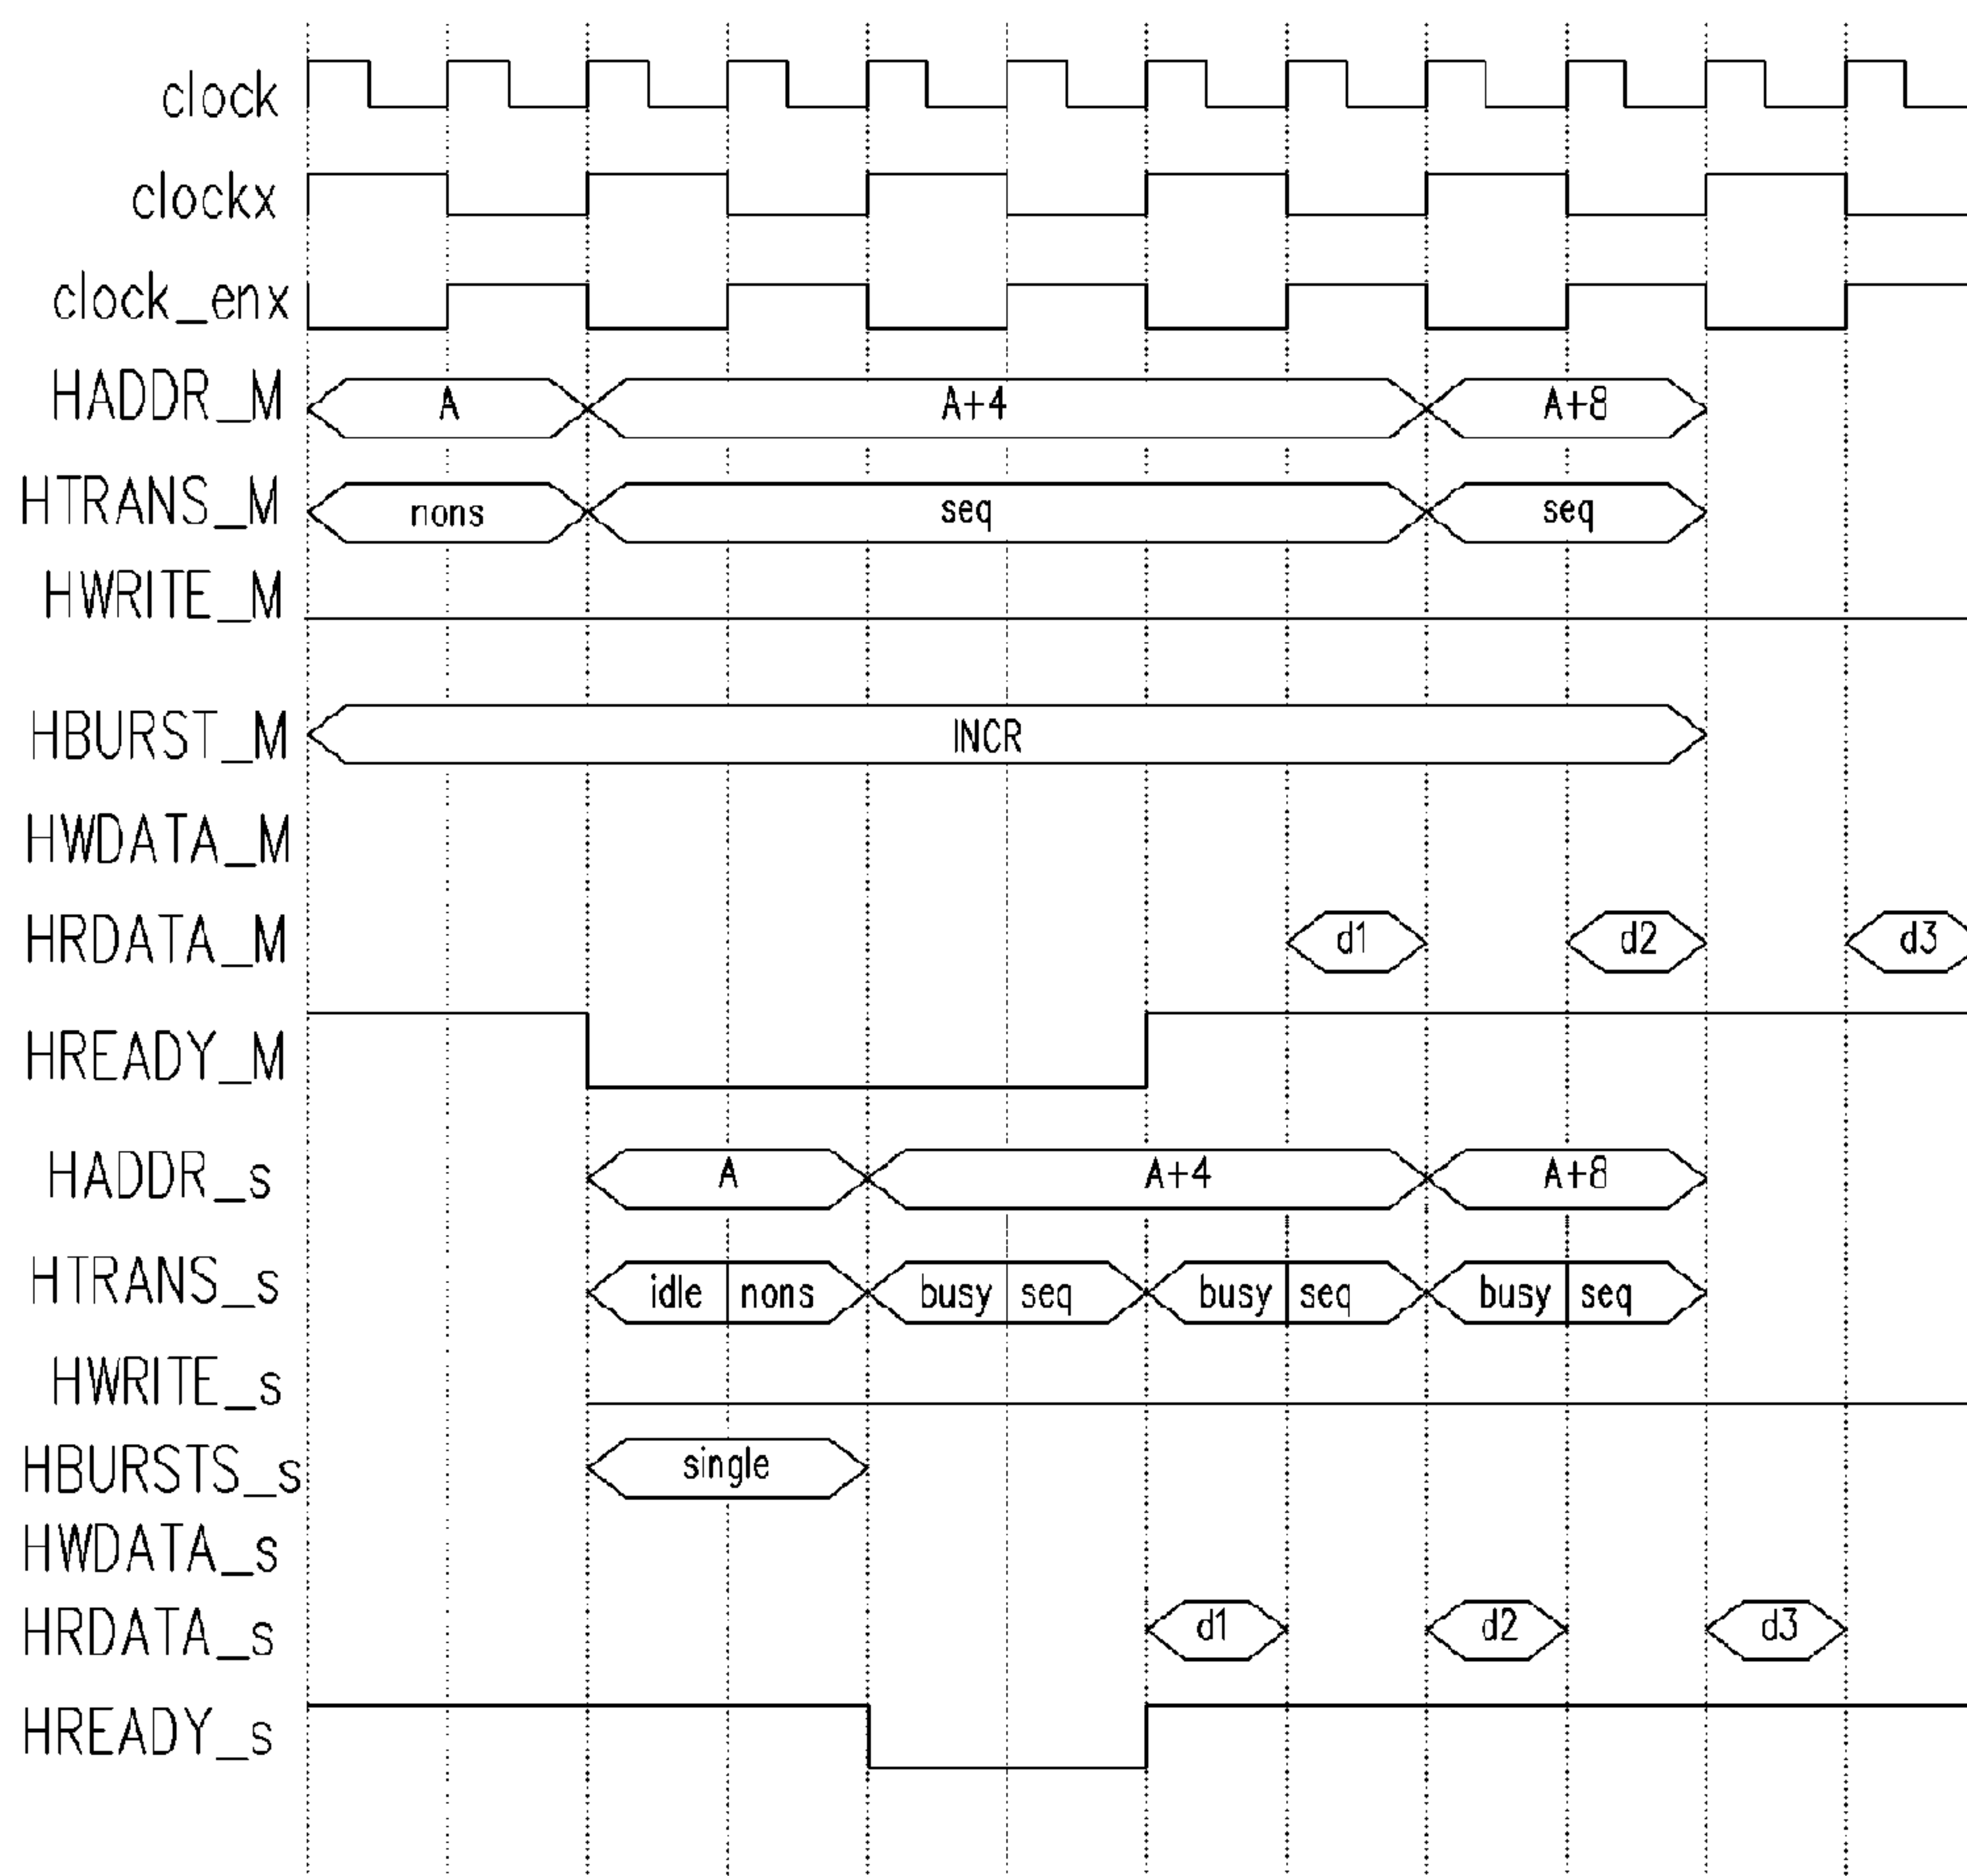 clock
clockx
clock_enx
HADDR_M A A+4 A+8
HTRANS_M nons seq seq
HWRITE_M
HBURST_M INCR
HWDATA_M
HRDATA_M d1 d2 d3
HREADY_M
HADDR_s A A+4 A+8
HTRANS_s idle nons busy seq busy seq busy seq
HWRITE_s
HBURSTS_s single
HWDATA_s
HRDATA_s d1 d2 d3
HREADY_s